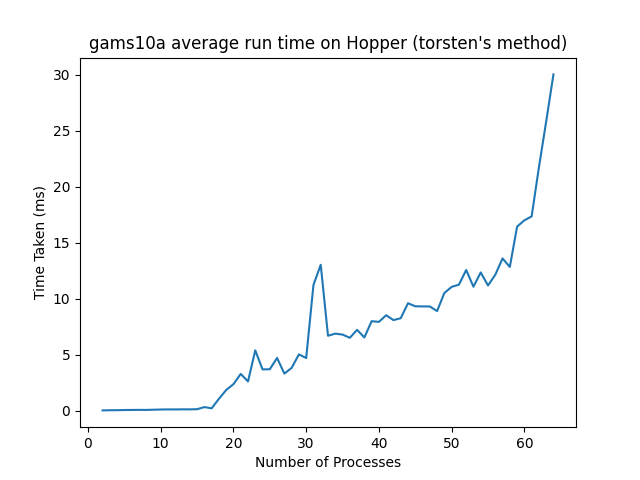 gams10a average run time on Hopper (torsten's method)
30
25
20
15
10
5
0
Time Taken (ms)
0 10 20 30 40 50 60
Number of Processes